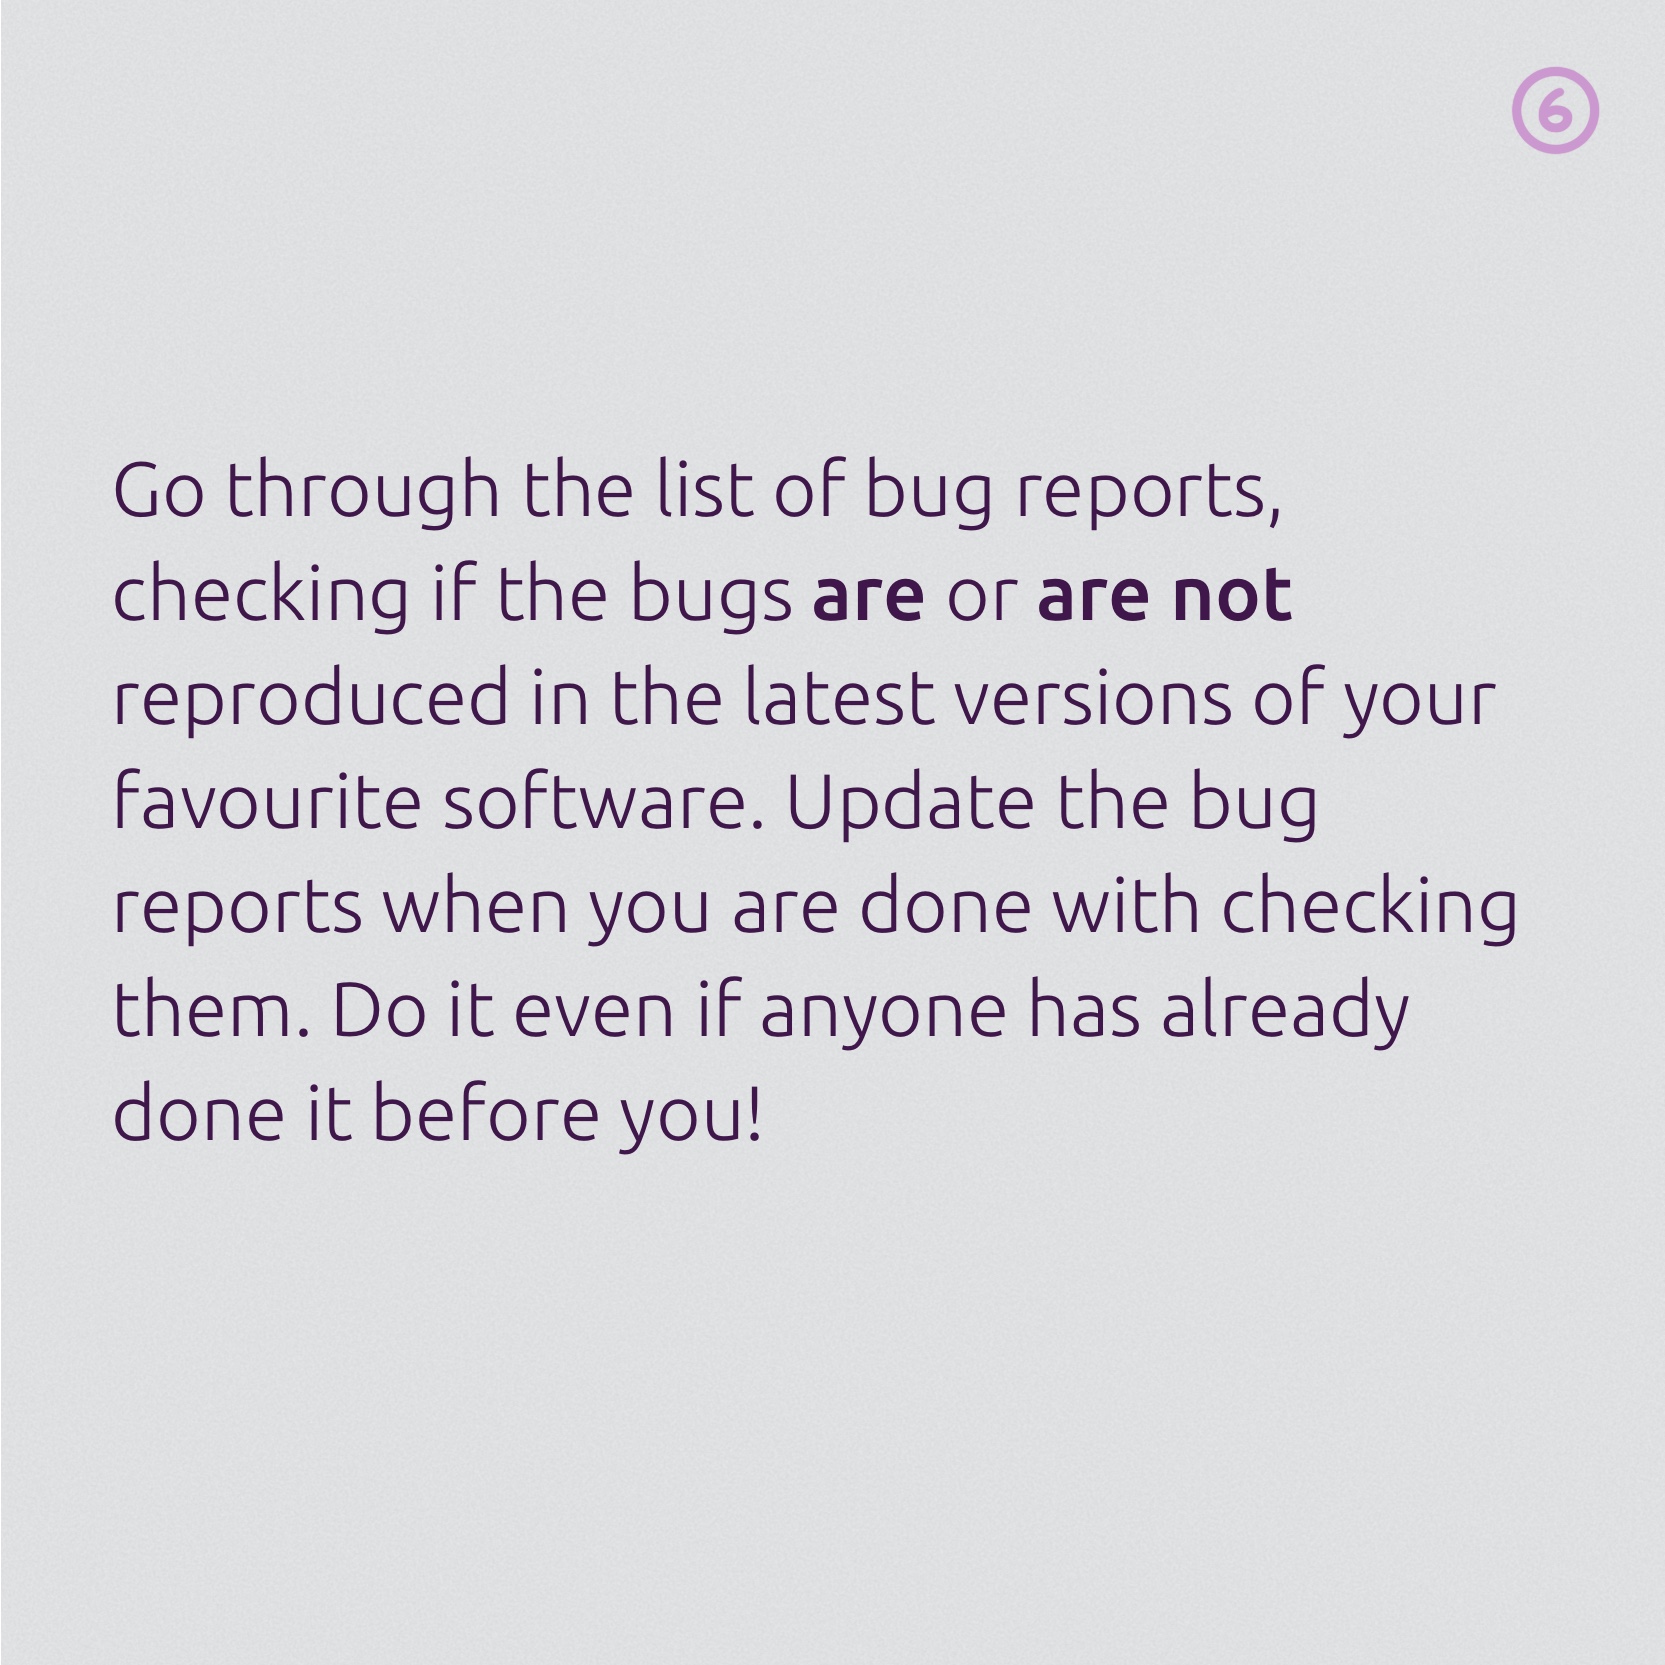 6
Go through the list of bug reports,
checking if the bugs are or are not
reproduced in the latest versions of your
favourite software. Update the bug
reports when you are done with checking
them. Do it even if anyone has already
done it before you!